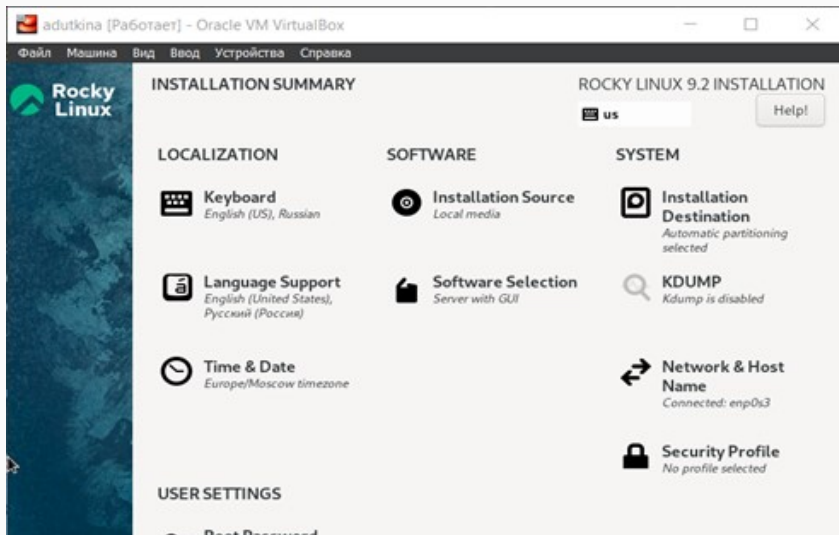 adutkina [Работает] - Oracle VM VirtualBox
Файл Машина Вид Ввод Устройства Справка
Rocky
Linux
INSTALLATION SUMMARY
ROCKY LINUX 9.2 INSTALLATION
us
Help!
LOCALIZATION
Keyboard
English (US), Russian
Language Support
English (United States),
Русский (Россия)
Time & Date
Europe/Moscow timezone
SOFTWARE
Installation Source
Local media
Software Selection
Server with GUI
SYSTEM
Installation
Destination
Automatic partitioning
selected
KDUMP
Kdump is disabled
Network & Host
Name
Connected: enp0s3
Security Profile
No profile selected
USER SETTINGS
Root Password